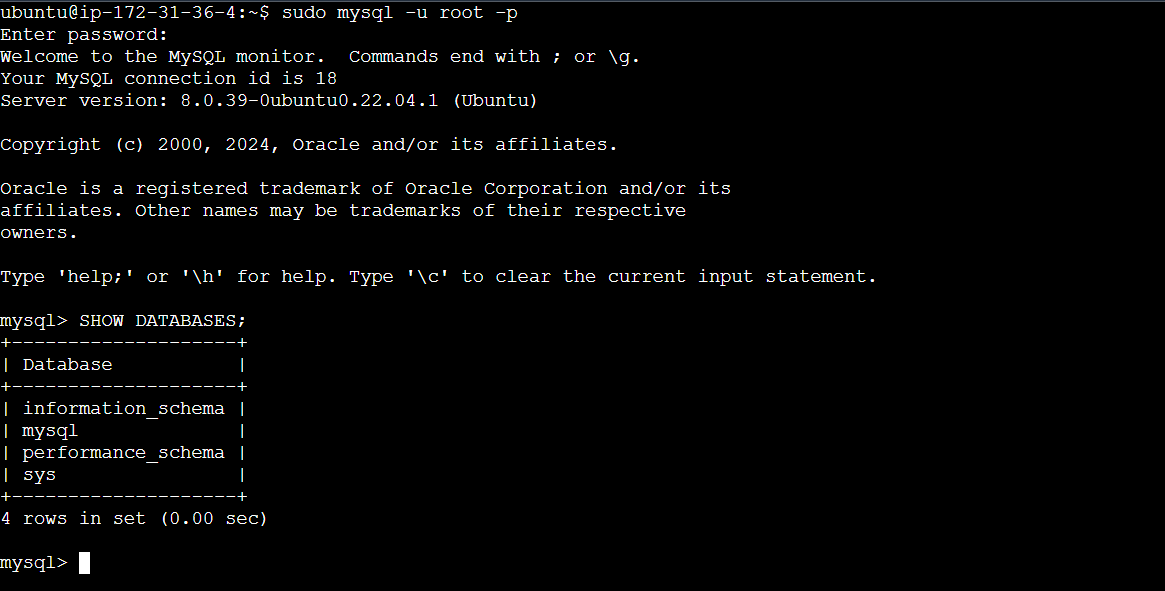 ubuntu@ip-172-31-36-4:~$ sudo mysql -u root -p
Enter password:
Welcome to the MySQL monitor.  Commands end with ; or \g.
Your MySQL connection id is 18
Server version: 8.0.39-0ubuntu0.22.04.1 (Ubuntu)
Copyright (c) 2000, 2024, Oracle and/or its affiliates.
Oracle is a registered trademark of Oracle Corporation and/or its
affiliates. Other names may be trademarks of their respective
owners.
Type 'help;' or '\h' for help. Type '\c' to clear the current input statement.
mysql> SHOW DATABASES;
+--------------------+
| Database           |
+--------------------+
| information_schema |
| mysql              |
| performance_schema |
| sys                |
+--------------------+
4 rows in set (0.00 sec)
mysql>